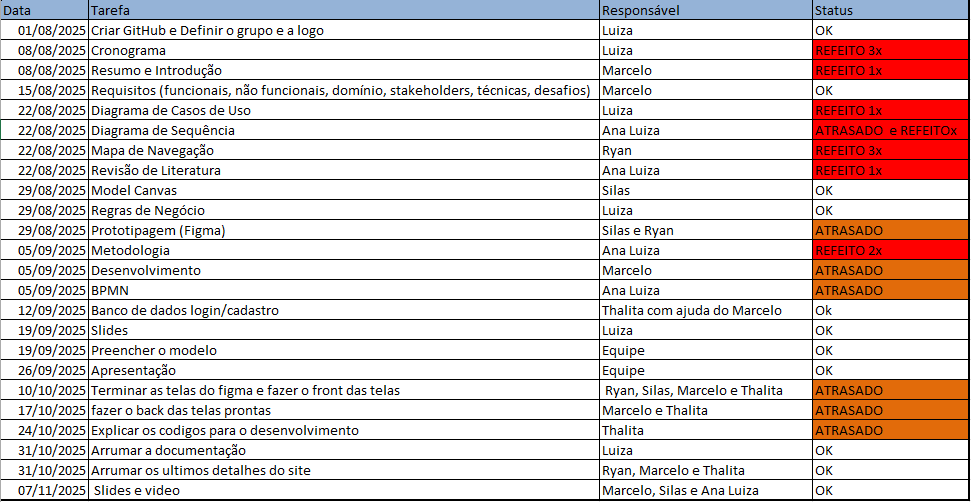 Data Tarefa Responsável Status
01/08/2025 Criar GitHub e Definir o grupo e a logo Luiza OK
08/08/2025 Cronograma Luiza REFEITO 3x
08/08/2025 Resumo e Introdução Marcelo REFEITO 1x
15/08/2025 Requisitos (funcionais, não funcionais, domínio, stakeholders, técnicas, desafios) Marcelo OK
22/08/2025 Diagrama de Casos de Uso Luiza REFEITO 1x
22/08/2025 Diagrama de Sequência Ana Luiza ATRASADO e REFEITOx
22/08/2025 Mapa de Navegação Ryan REFEITO 3x
22/08/2025 Revisão de Literatura Ana Luiza REFEITO 1x
29/08/2025 Model Canvas Silas OK
29/08/2025 Regras de Negócio Luiza OK
29/08/2025 Prototipagem (Figma) Silas e Ryan ATRASADO
05/09/2025 Metodologia Ana Luiza REFEITO 2x
05/09/2025 Desenvolvimento Marcelo ATRASADO
05/09/2025 BPMN Ana Luiza ATRASADO
12/09/2025 Banco de dados login/cadastro Thalita com ajuda do Marcelo Ok
19/09/2025 Slides Luiza OK
19/09/2025 Preencher o modelo Equipe OK
26/09/2025 Apresentação Equipe OK
10/10/2025 Terminar as telas do figma e fazer o front das telas Ryan, Silas, Marcelo e Thalita ATRASADO
17/10/2025 fazer o back das telas prontas Marcelo e Thalita ATRASADO
24/10/2025 Explicar os codigos para o desenvolvimento Thalita ATRASADO
31/10/2025 Arrumar a documentação Luiza OK
31/10/2025 Arrumar os ultimos detalhes do site Ryan, Marcelo e Thalita OK
07/11/2025 Slides e video Marcelo, Silas e Ana Luiza OK